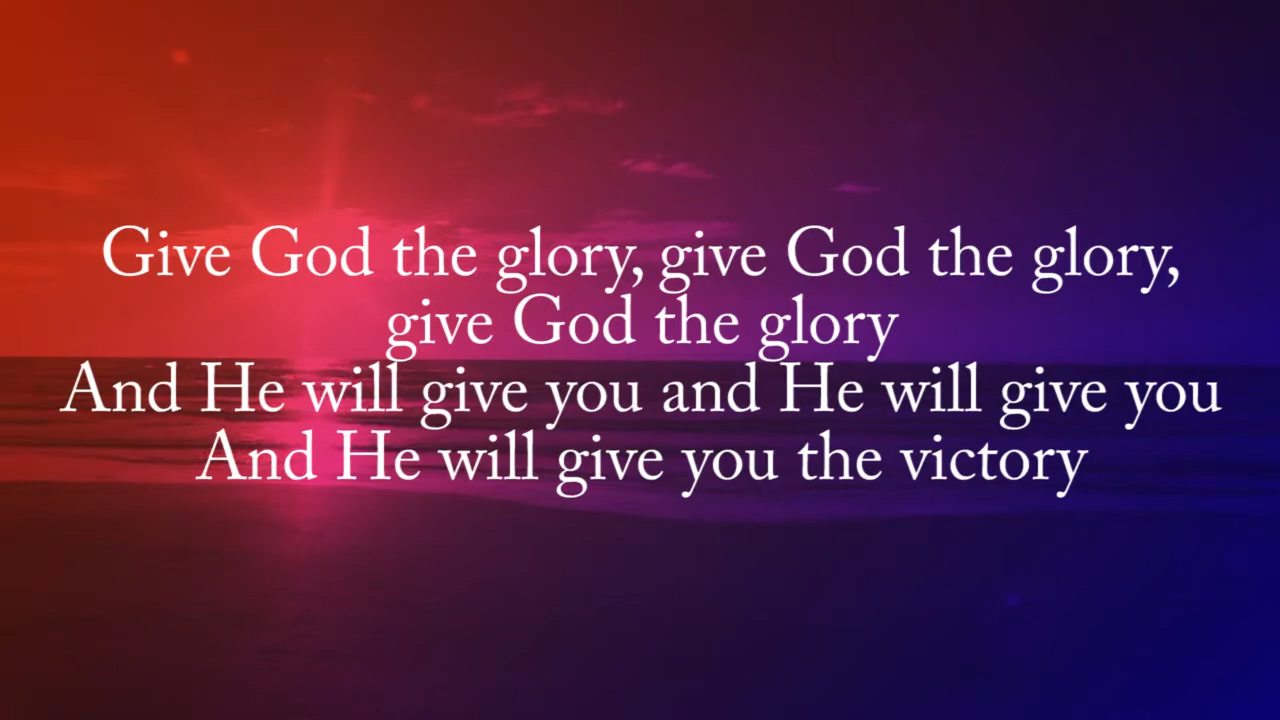 Give God the glory, give God the glory,
give God the glory
And He will give you and He will give you
And He will give you the victory